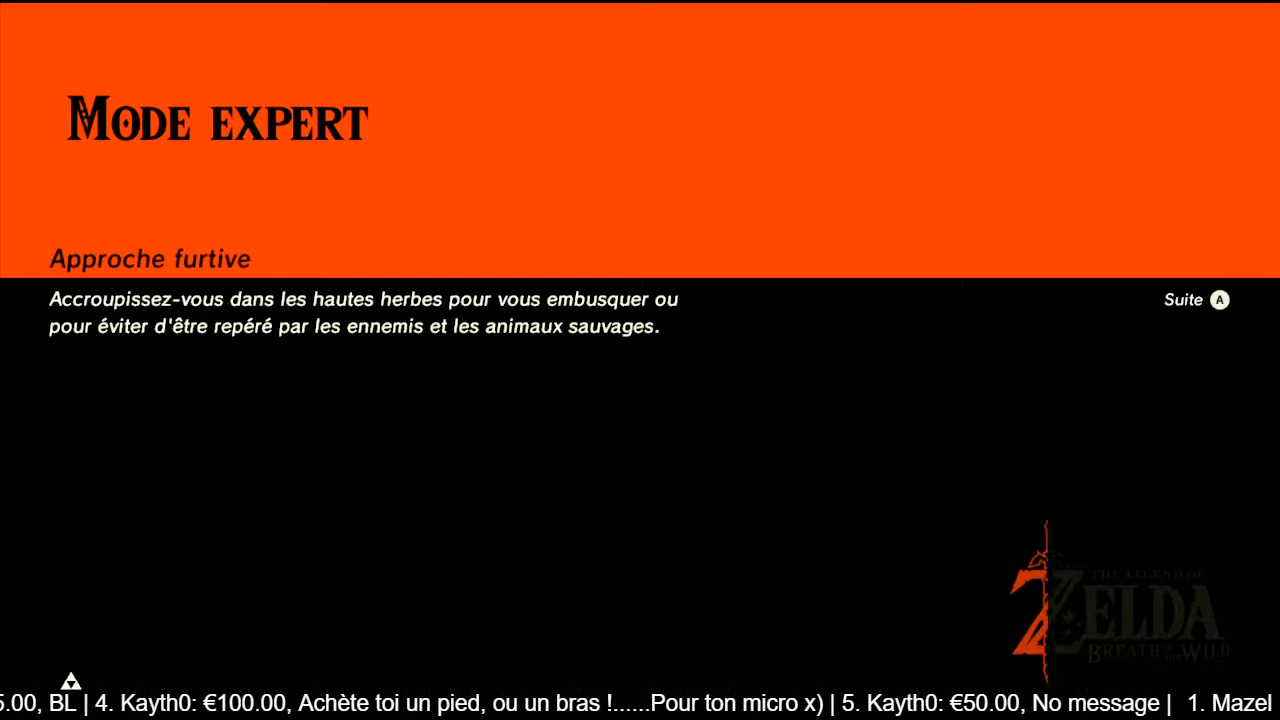 Mode expert
Approche furtive
Accroupissez-vous dans les hautes herbes pour vous embusquer ou
pour éviter d'être repéré par les ennemis et les animaux sauvages.
Suite A
THE LEGEND OF
ZELDA
BREATH OF THE WILD
5.00, BL | 4. Kayth0: €100.00, Achète toi un pied, ou un bras !......Pour ton micro x) | 5. Kayth0: €50.00, No message | 1. Mazel